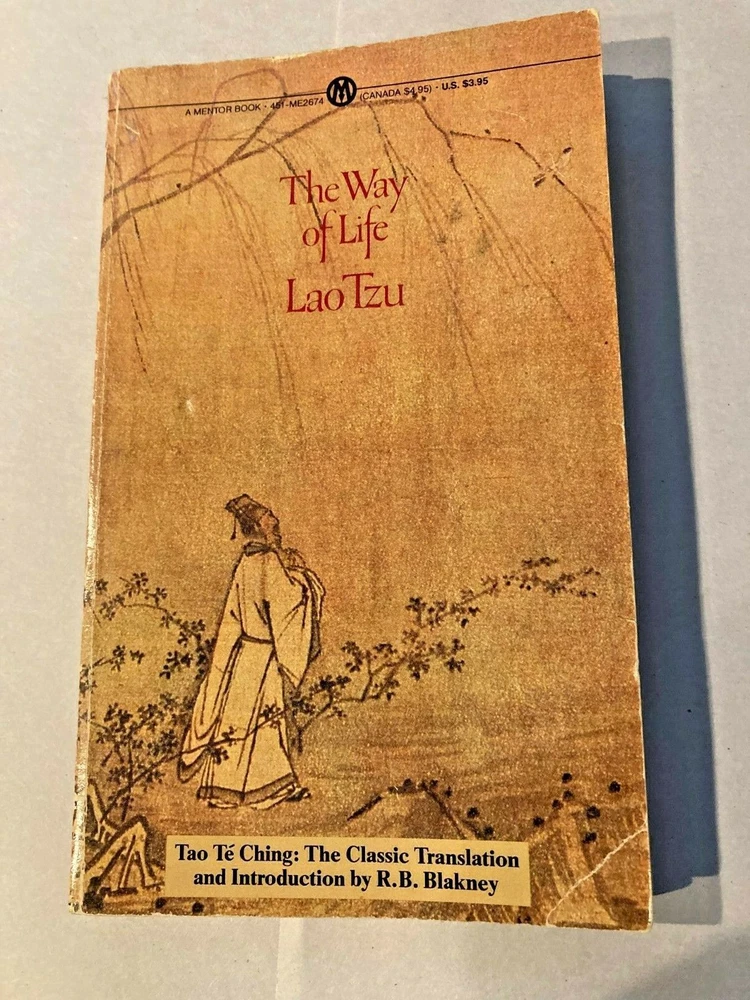 A MENTOR BOOK • 451-ME2674 M (CANADA $4.95) • U.S. $3.95
The Way
of Life
Lao Tzu
Tao Té Ching: The Classic Translation
and Introduction by R.B. Blakney